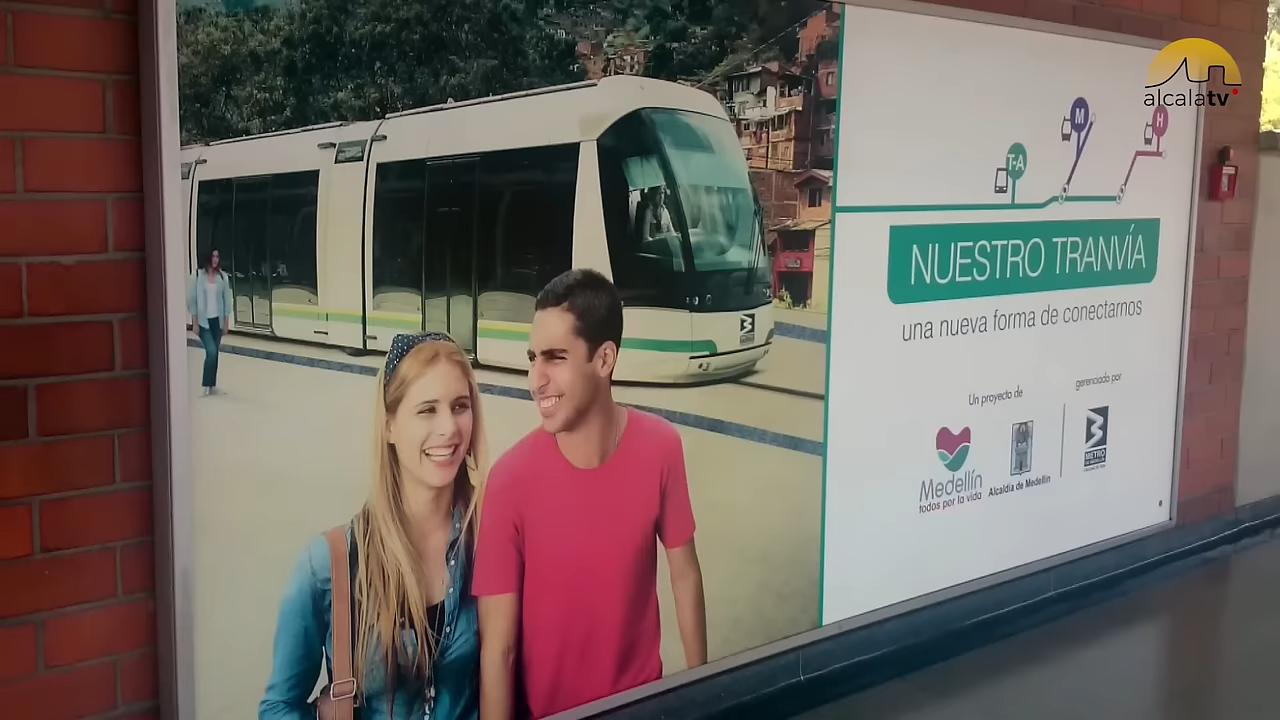 alcalatv
M
H
T-A
NUESTRO TRANVÍA
una nueva forma de conectarnos
Un proyecto de
gerenciado por
Medellín
todos por la vida
Alcaldía de Medellín
METRO